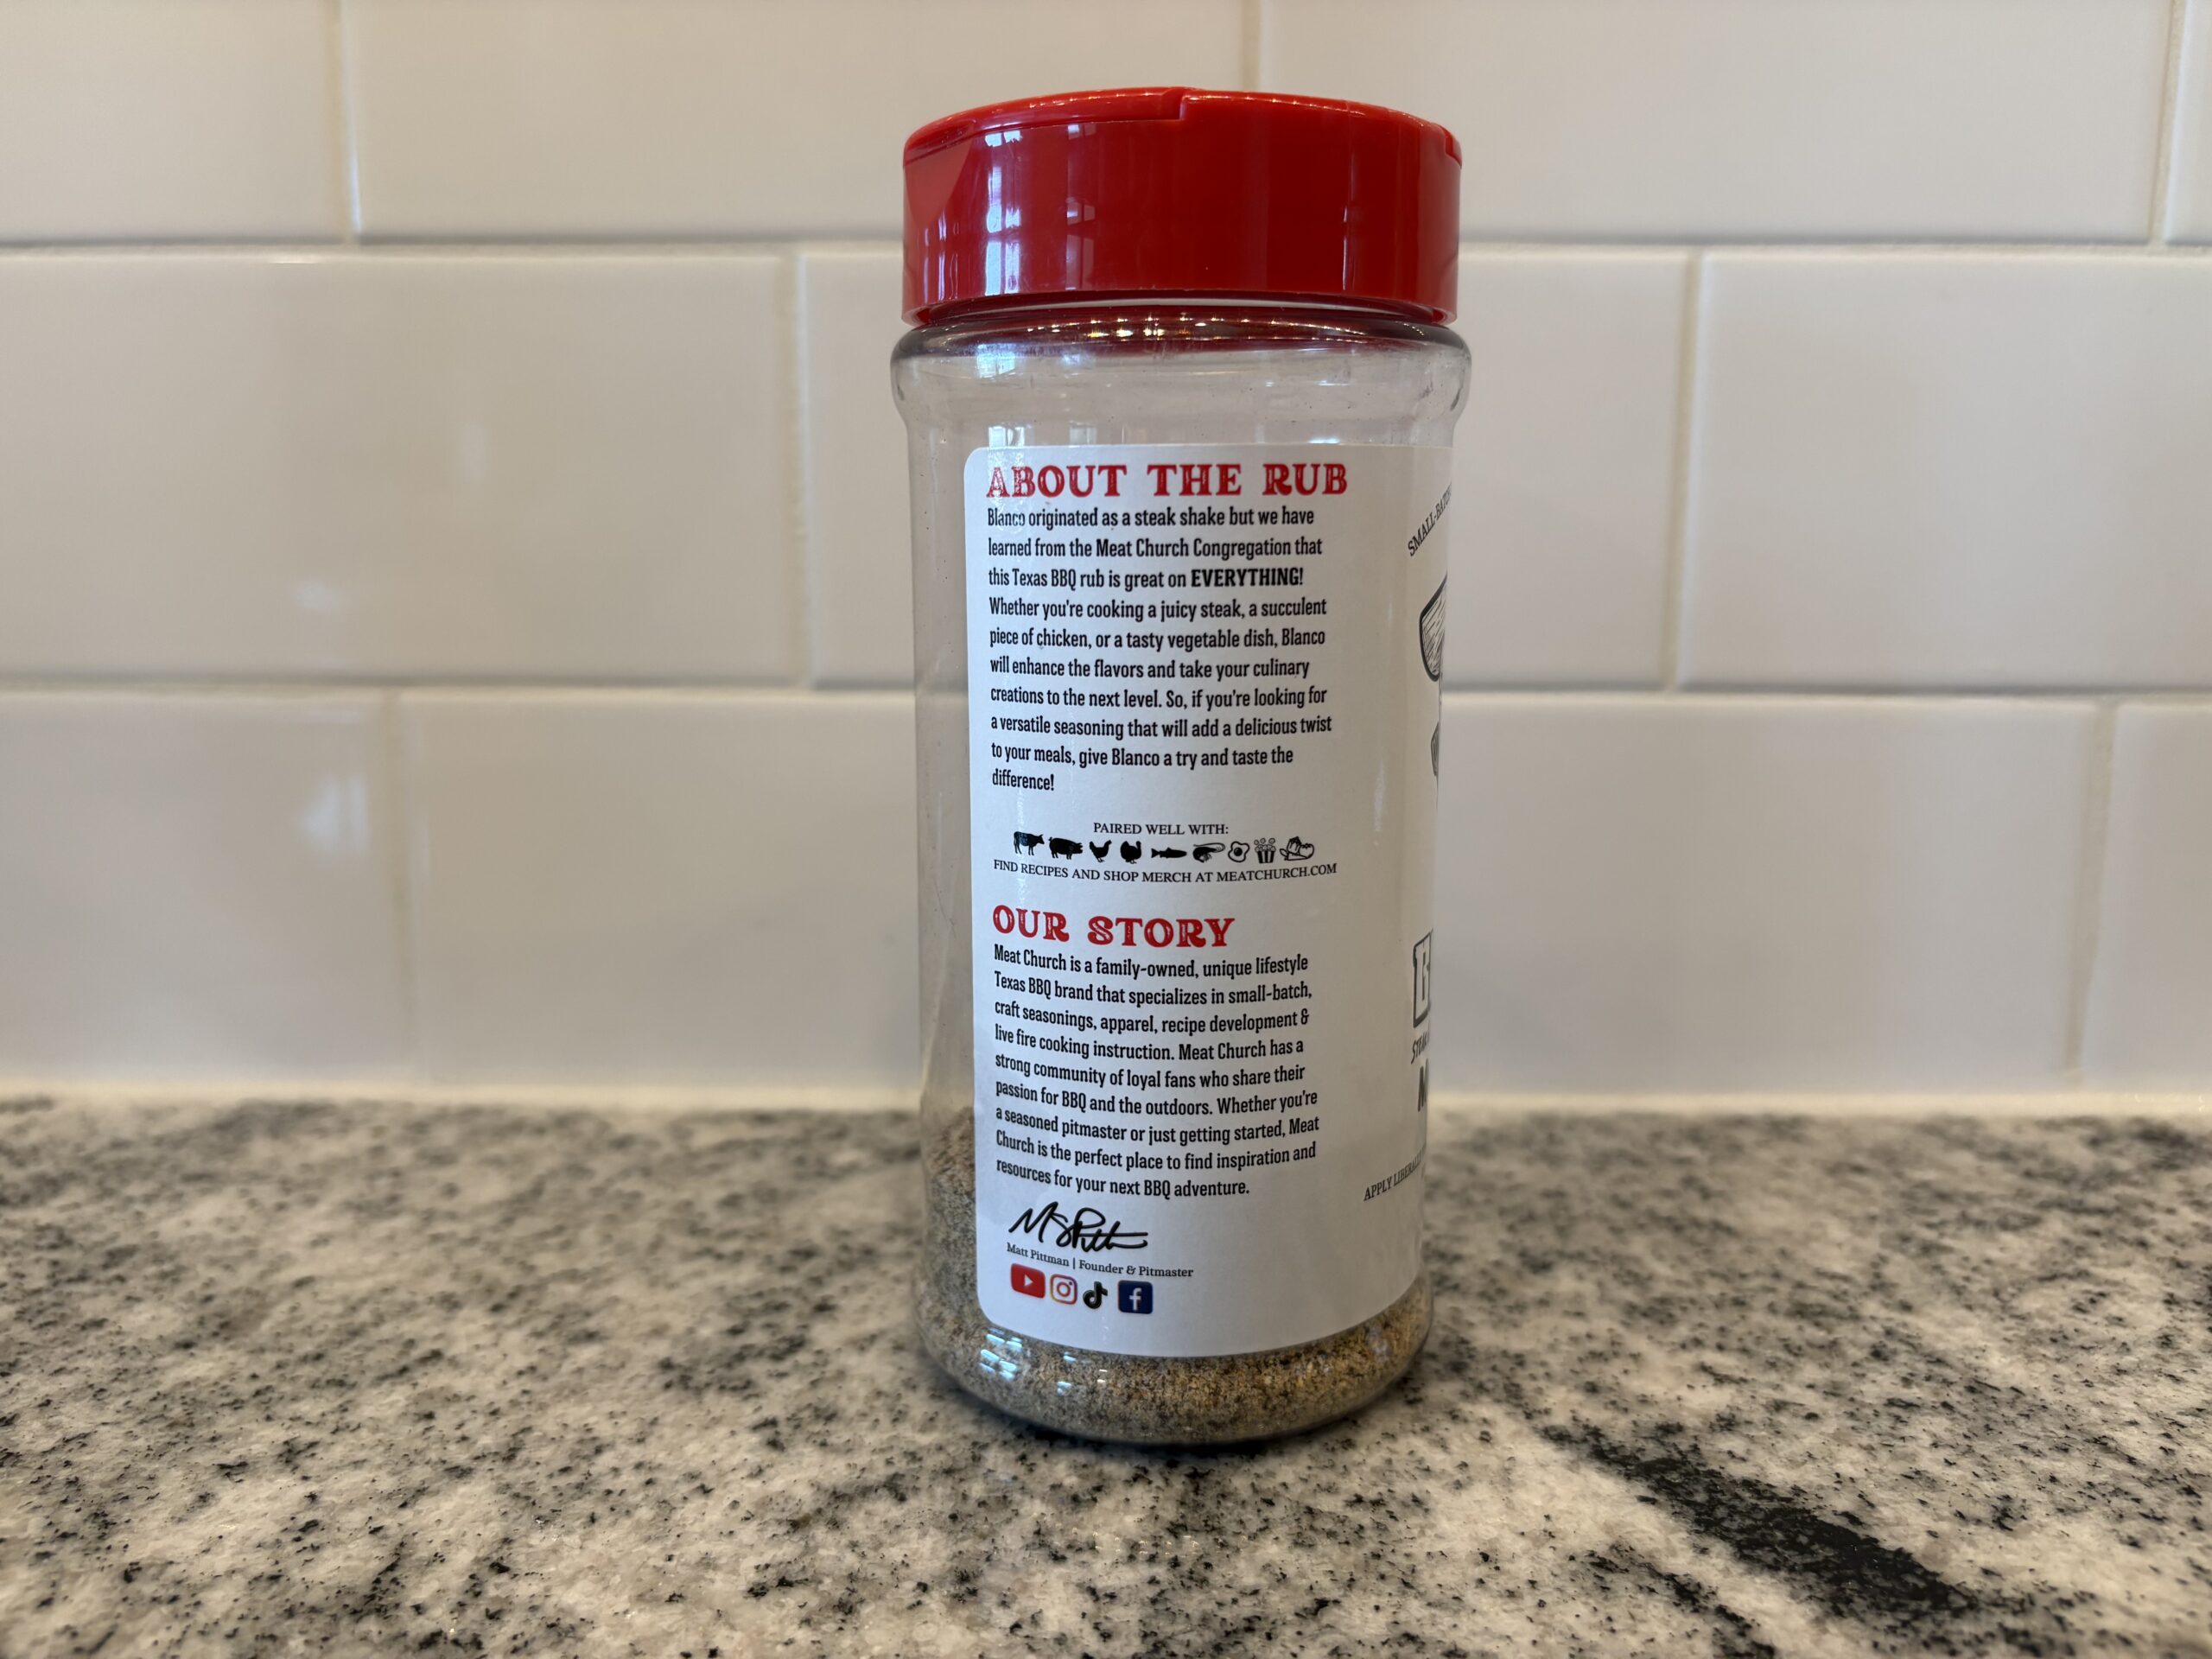 ABOUT THE RUB
Blanco originated as a steak shake but we have
learned from the Meat Church Congregation that
this Texas BBQ rub is great on EVERYTHING!
Whether you're cooking a juicy steak, a succulent
piece of chicken, or a tasty vegetable dish, Blanco
will enhance the flavors and take your culinary
creations to the next level. So, if you're looking for
a versatile seasoning that will add a delicious twist
to your meals, give Blanco a try and taste the
difference!
PAIRED WELL WITH:
FIND RECIPES AND SHOP MERCH AT MEATCHURCH.COM
OUR STORY
Meat Church is a family-owned, unique lifestyle
Texas BBQ brand that specializes in small-batch,
craft seasonings, apparel, recipe development &
live fire cooking instruction. Meat Church has a
strong community of loyal fans who share their
passion for BBQ and the outdoors. Whether you're
a seasoned pitmaster or just getting started, Meat
Church is the perfect place to find inspiration and
resources for your next BBQ adventure.
Matt Pittman | Founder & Pitmaster
SMALL-
APPLY